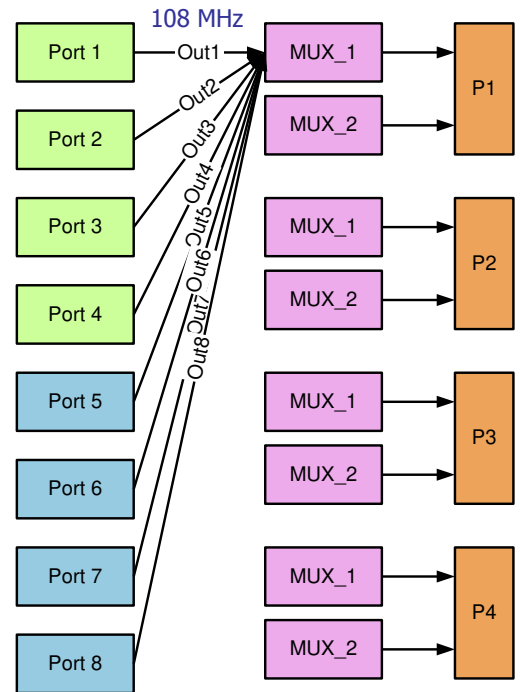 108 MHz
Port 1
Out1
MUX_1
P1
Port 2
Out2
MUX_2
Port 3
Out3
MUX_1
P2
Port 4
Out4
MUX_2
Port 5
Out5
MUX_1
P3
Port 6
Out6
MUX_2
Port 7
Out7
MUX_1
P4
Port 8
Out8
MUX_2